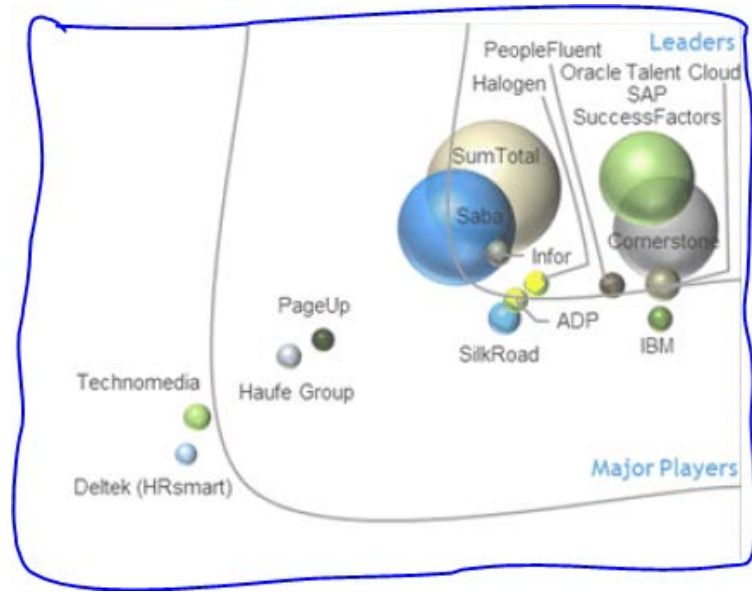 Leaders
PeopleFluent
Oracle Talent Cloud
Halogen
SAP
SuccessFactors
SumTotal
Saba
Cornerstone
Infor
PageUp
ADP
SilkRoad
IBM
Technomedia
Haufe Group
Major Players
Deltek (HRsmart)